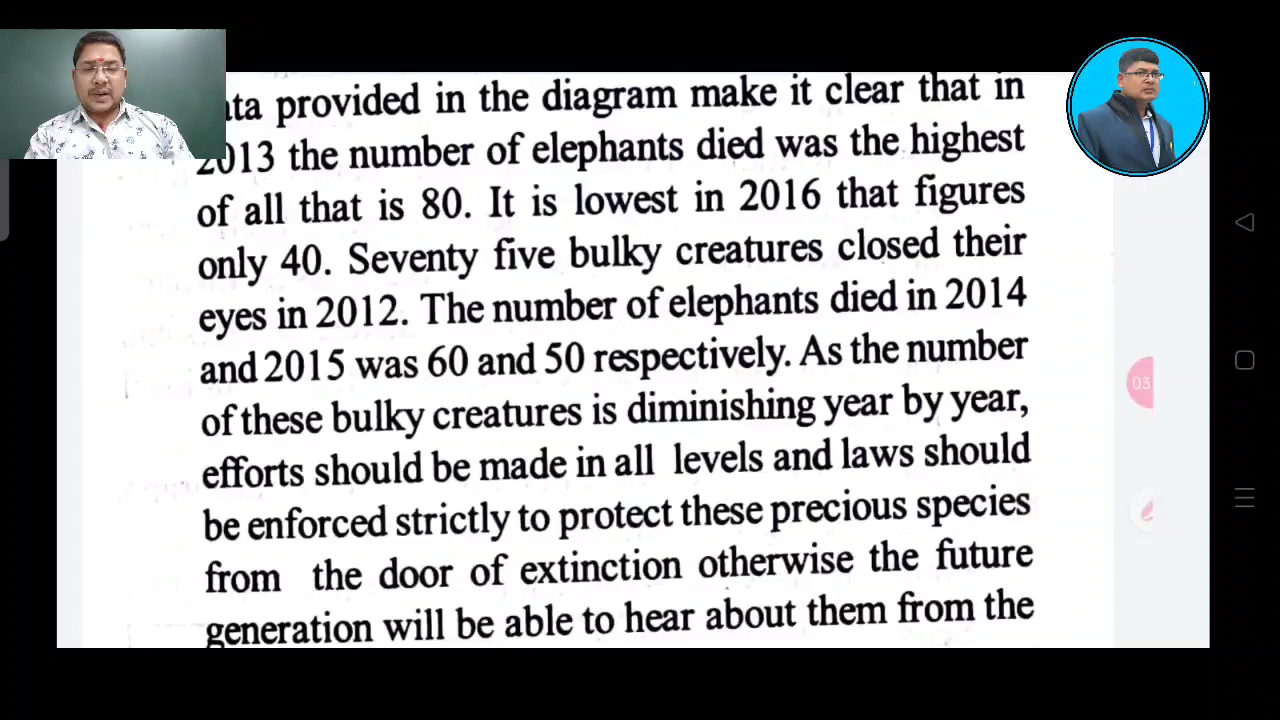 ata provided in the diagram make it clear that in
2013 the number of elephants died was the highest
of all that is 80. It is lowest in 2016 that figures
only 40. Seventy five bulky creatures closed their
eyes in 2012. The number of elephants died in 2014
and 2015 was 60 and 50 respectively. As the number
of these bulky creatures is diminishing year by year,
efforts should be made in all levels and laws should
be enforced strictly to protect these precious species
from the door of extinction otherwise the future
generation will be able to hear about them from the
03